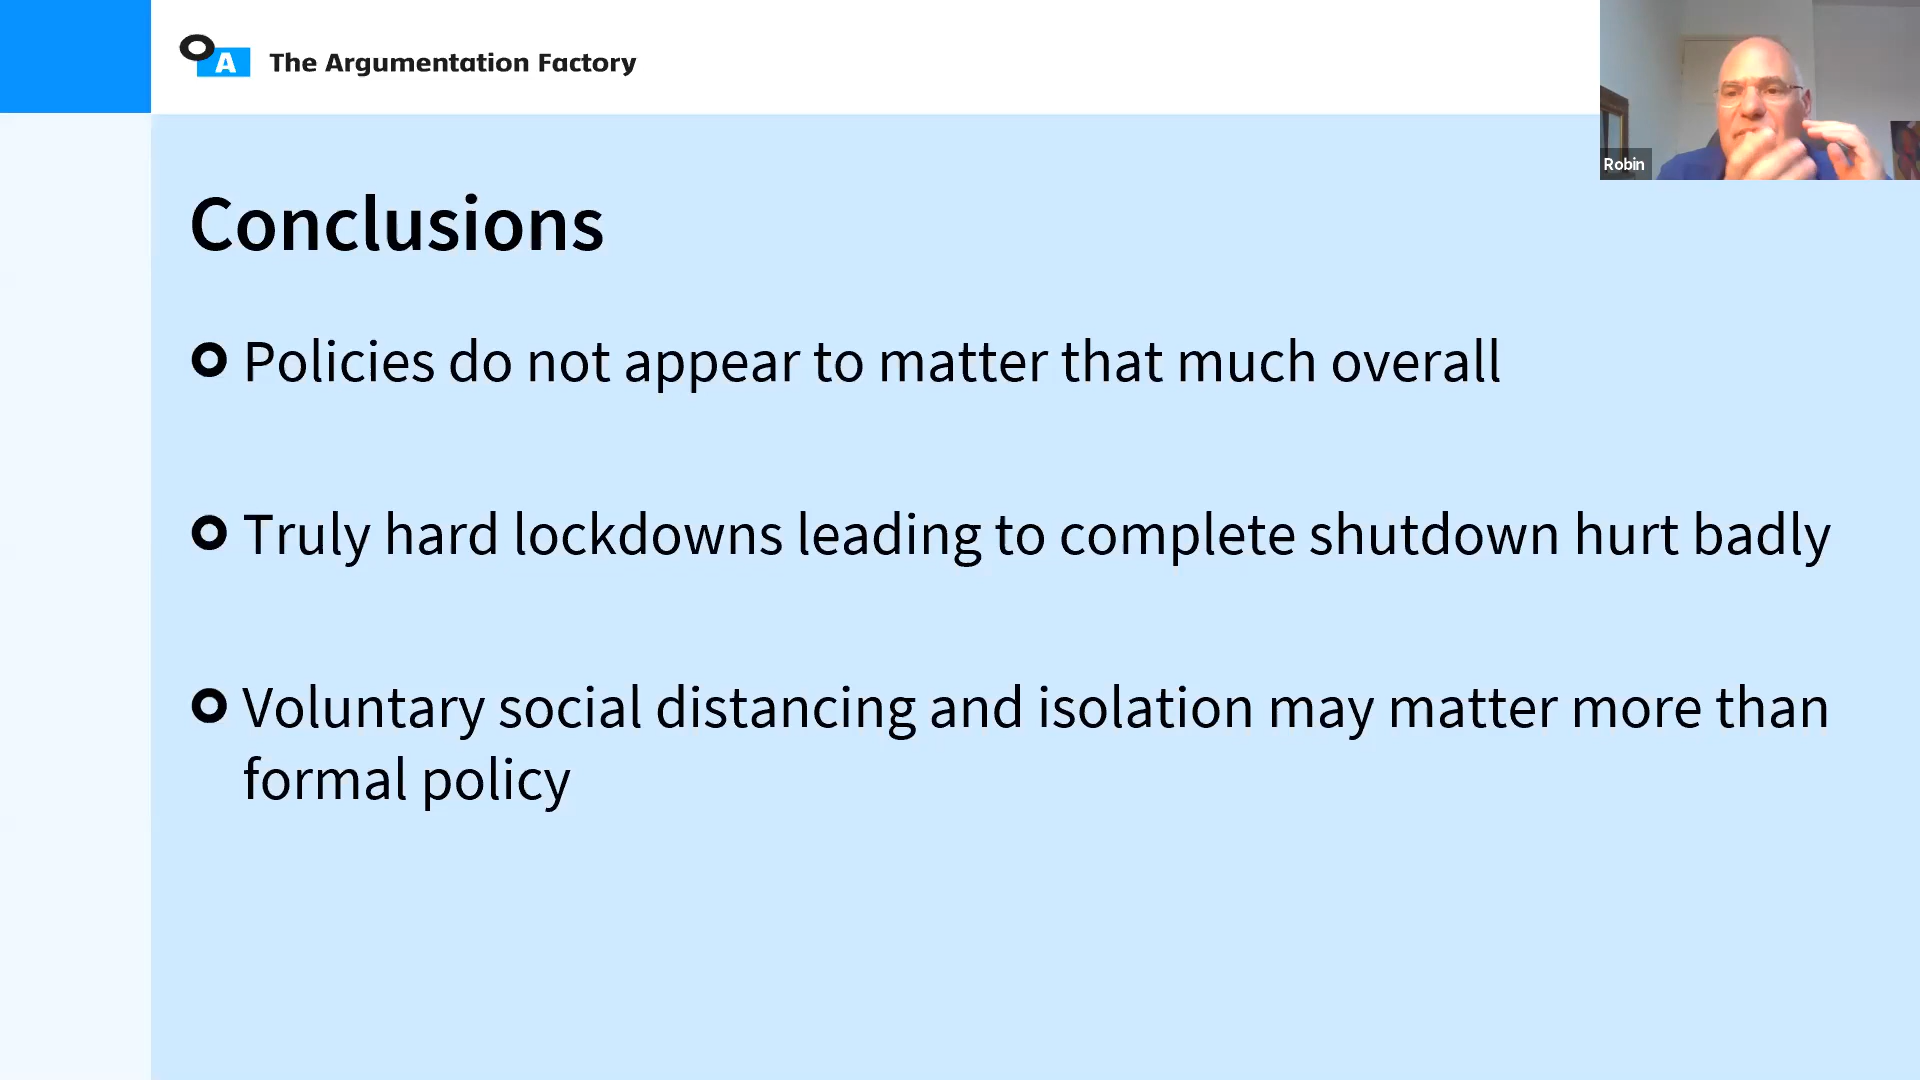 A The Argumentation Factory
Robin
Conclusions
Policies do not appear to matter that much overall
Truly hard lockdowns leading to complete shutdown hurt badly
Voluntary social distancing and isolation may matter more than
formal policy